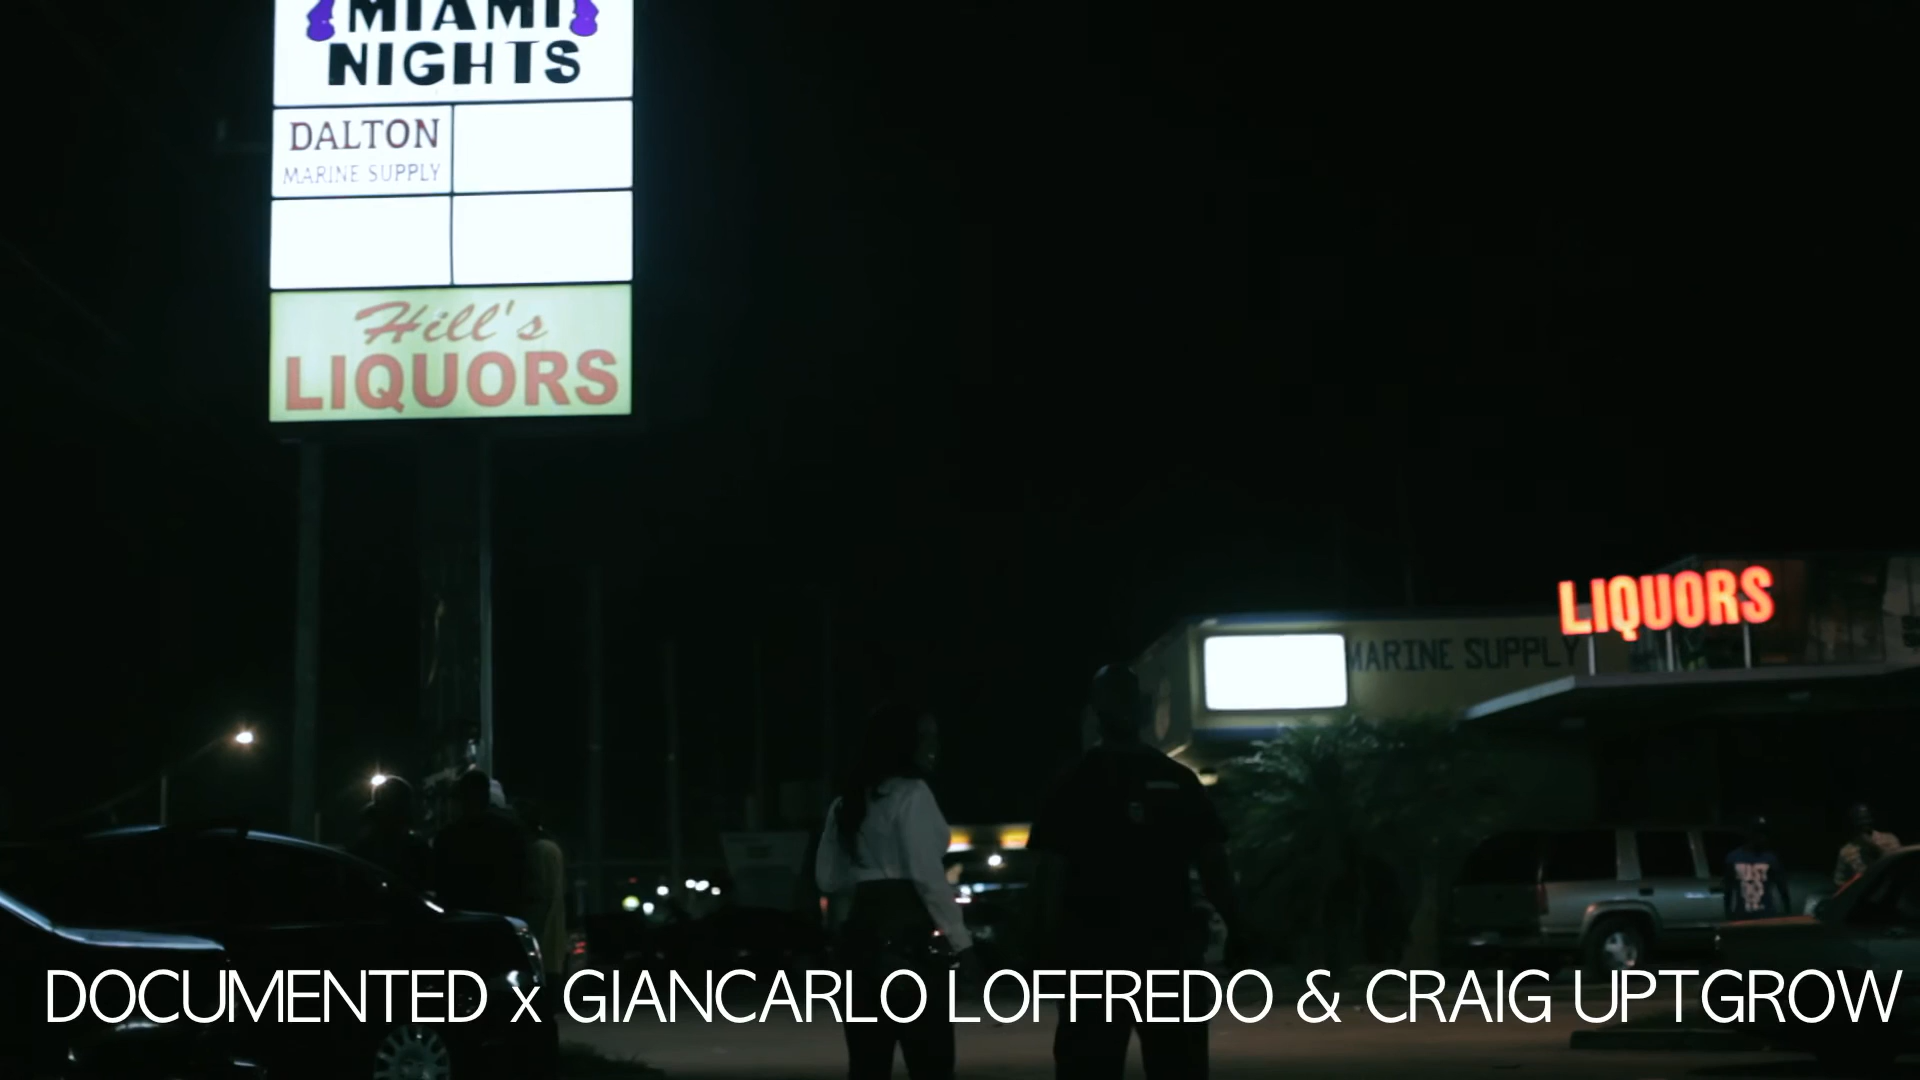 MIAMI
NIGHTS
DALTON
MARINE SUPPLY
Hill's
LIQUORS
LIQUORS
MARINE SUPPLY
DOCUMENTED x GIANCARLO LOFFREDO & CRAIG UPTGROW